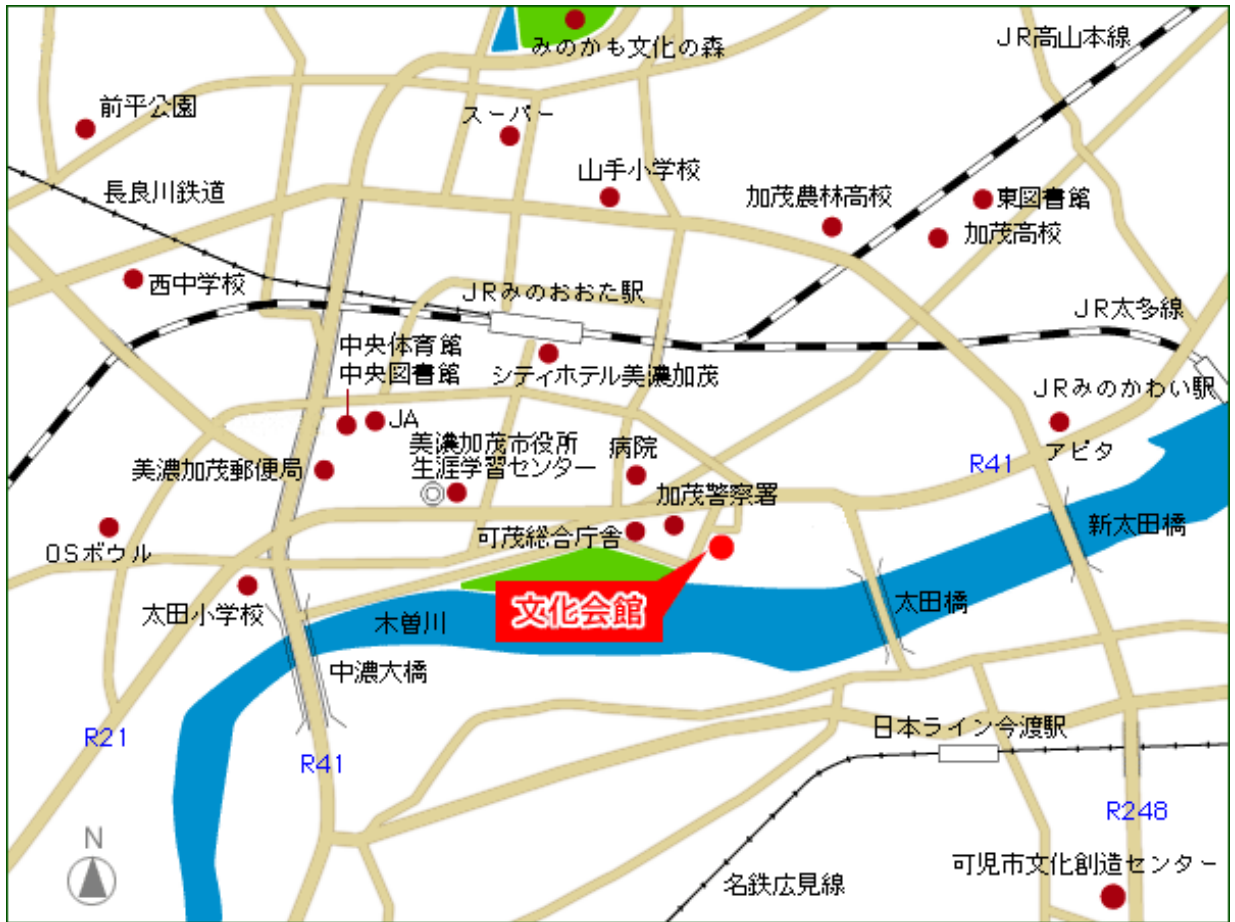 みのかも文化の森
JR高山本線
前平公園
スーパー
山手小学校
長良川鉄道
加茂農林高校
東図書館
加茂高校
西中学校
JRみのおおた駅
JR太多線
中央体育館
中央図書館
シティホテル美濃加茂
JRみのかわい駅
JA
美濃加茂市役所
生涯学習センター
病院
アピタ
美濃加茂郵便局
R41
加茂警察署
新太田橋
OSボウル
可茂総合庁舎
太田小学校
文化会館
太田橋
木曽川
中濃大橋
R21
日本ライン今渡駅
R41
R248
N
可児市文化創造センター
名鉄広見線